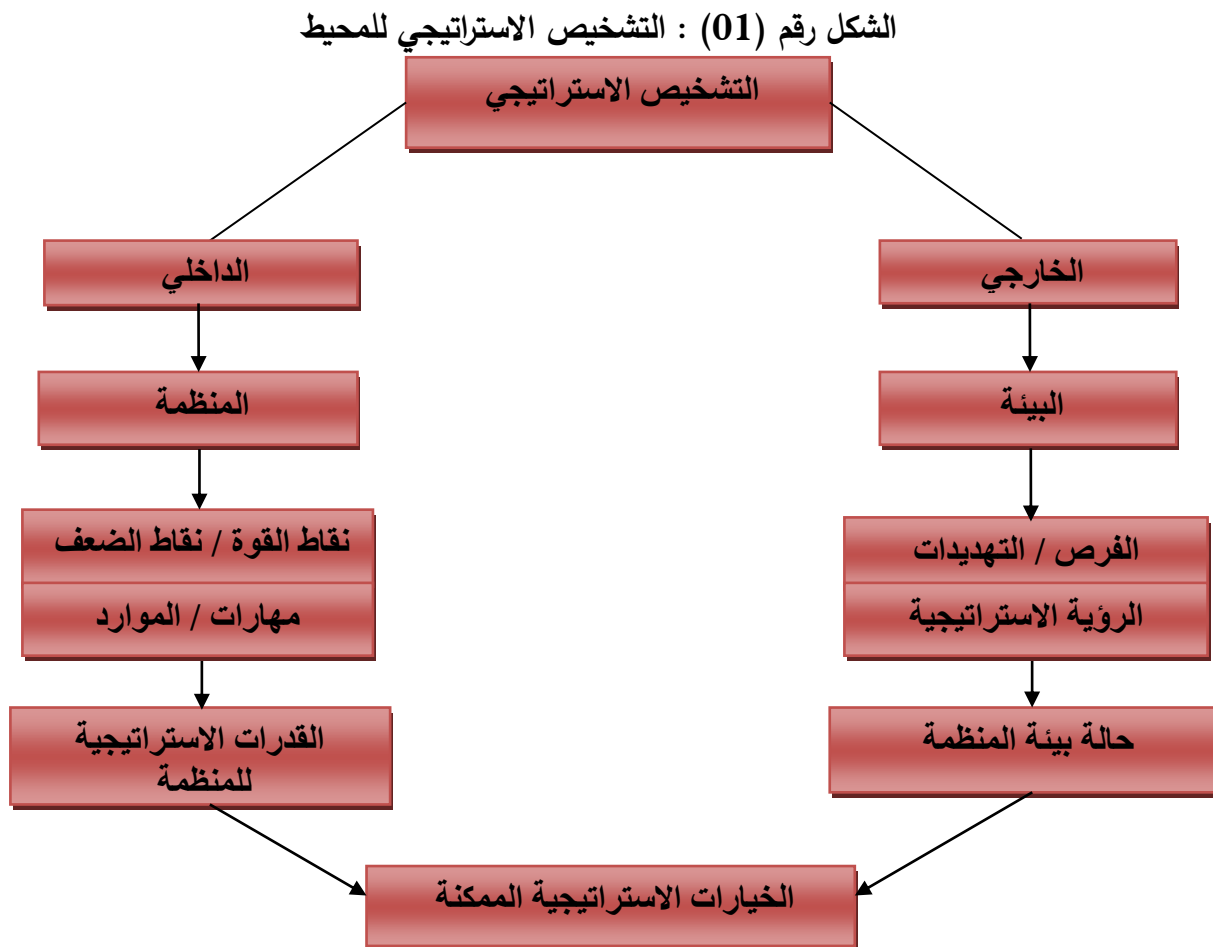 الشكل رقم (01) : التشخيص الاستراتيجي للمحيط
التشخيص الاستراتيجي
الخارجي
الداخلي
البيئة
المنظمة
الفرص / التهديدات
الرؤية الاستراتيجية
نقاط القوة / نقاط الضعف
مهارات / الموارد
حالة بيئة المنظمة
القدرات الاستراتيجية
للمنظمة
الخيارات الاستراتيجية الممكنة